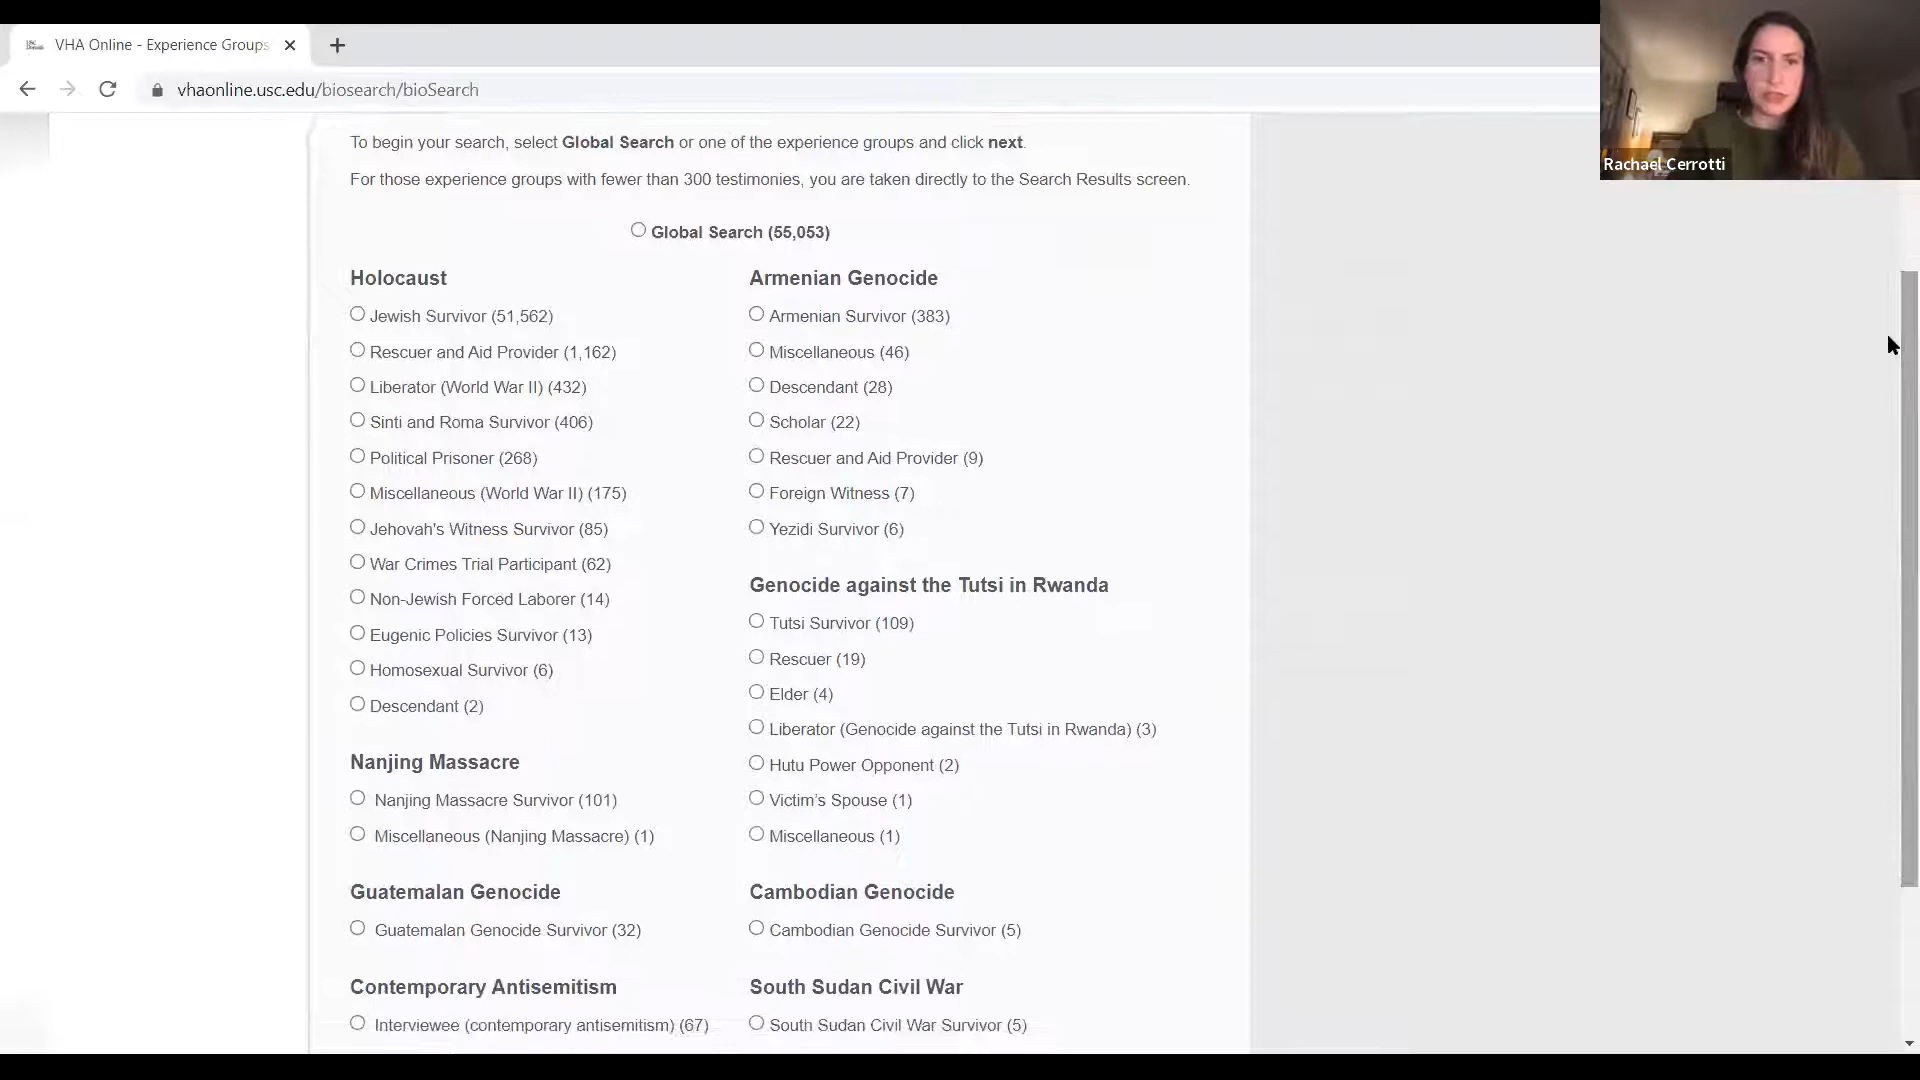 VHA Online - Experience Groups
vhaonline.usc.edu/biosearch/bioSearch
Rachael Cerrotti
To begin your search, select Global Search or one of the experience groups and click next.
For those experience groups with fewer than 300 testimonies, you are taken directly to the Search Results screen.
Global Search (55,053)
Holocaust
Jewish Survivor (51,562)
Rescuer and Aid Provider (1,162)
Liberator (World War II) (432)
Sinti and Roma Survivor (406)
Political Prisoner (268)
Miscellaneous (World War II) (175)
Jehovah's Witness Survivor (85)
War Crimes Trial Participant (62)
Non-Jewish Forced Laborer (14)
Eugenic Policies Survivor (13)
Homosexual Survivor (6)
Descendant (2)
Nanjing Massacre
Nanjing Massacre Survivor (101)
Miscellaneous (Nanjing Massacre) (1)
Guatemalan Genocide
Guatemalan Genocide Survivor (32)
Contemporary Antisemitism
Interviewee (contemporary antisemitism) (67)
Armenian Genocide
Armenian Survivor (383)
Miscellaneous (46)
Descendant (28)
Scholar (22)
Rescuer and Aid Provider (9)
Foreign Witness (7)
Yezidi Survivor (6)
Genocide against the Tutsi in Rwanda
Tutsi Survivor (109)
Rescuer (19)
Elder (4)
Liberator (Genocide against the Tutsi in Rwanda) (3)
Hutu Power Opponent (2)
Victim's Spouse (1)
Miscellaneous (1)
Cambodian Genocide
Cambodian Genocide Survivor (5)
South Sudan Civil War
South Sudan Civil War Survivor (5)